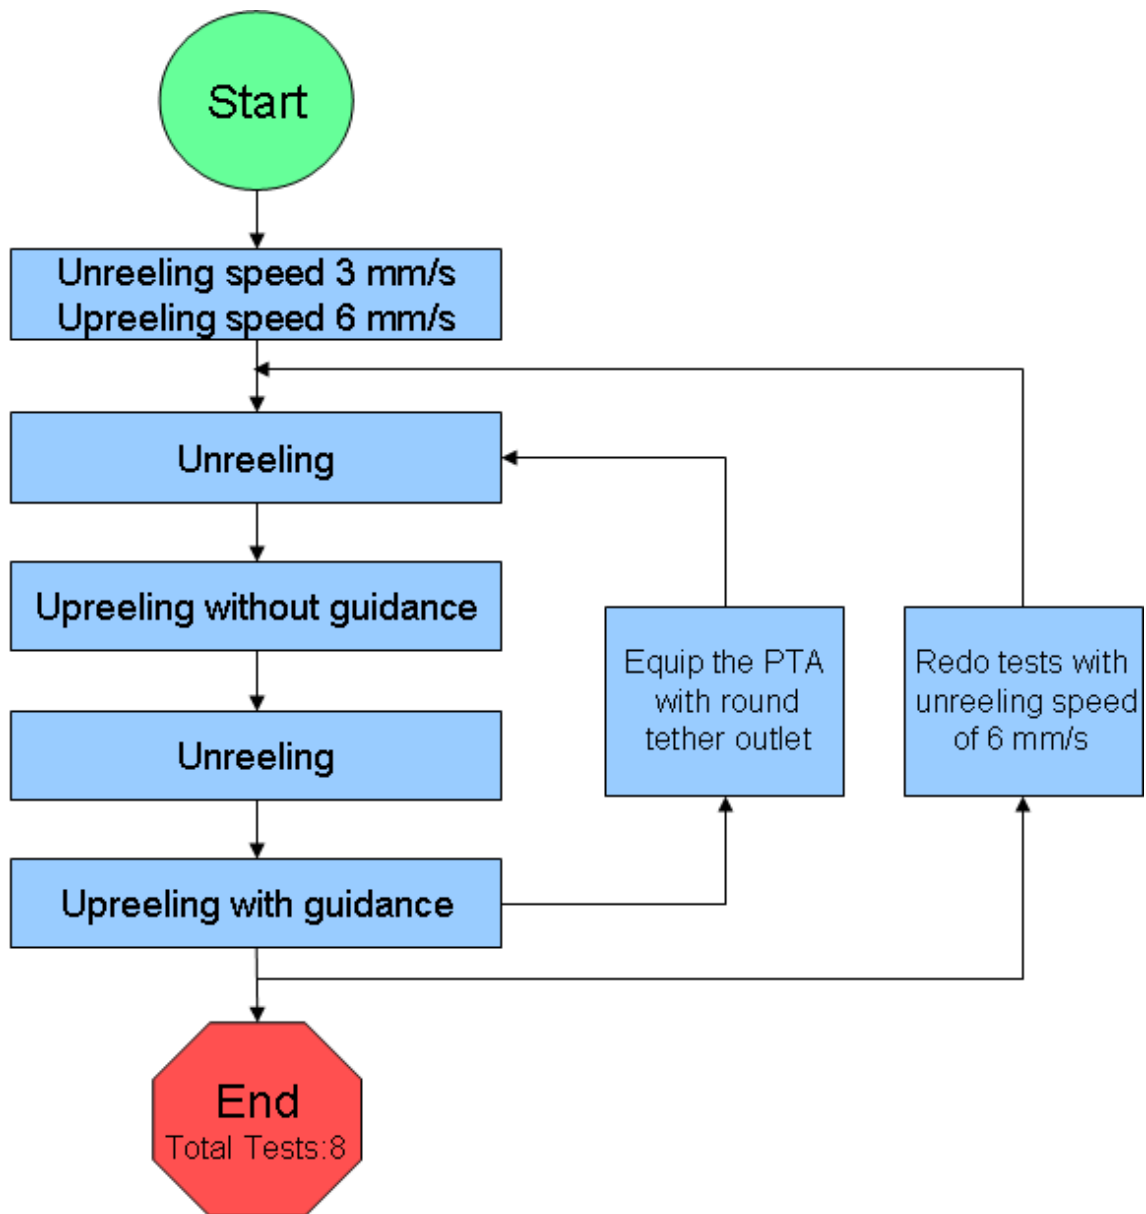 Start
Unreeling speed 3 mm/s
Upreeling speed 6 mm/s
Unreeling
Upreeling without guidance
Equip the PTA
with round
tether outlet
Redo tests with
unreeling speed
of 6 mm/s
Unreeling
Upreeling with guidance
End
Total Tests:8